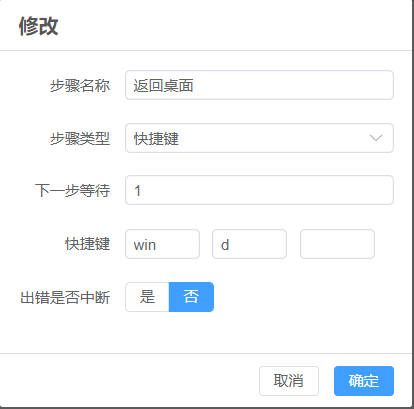 修改
步骤名称 返回桌面
步骤类型 快捷键
下一步等待 1
快捷键 win d
出错是否中断 是 否
取消 确定